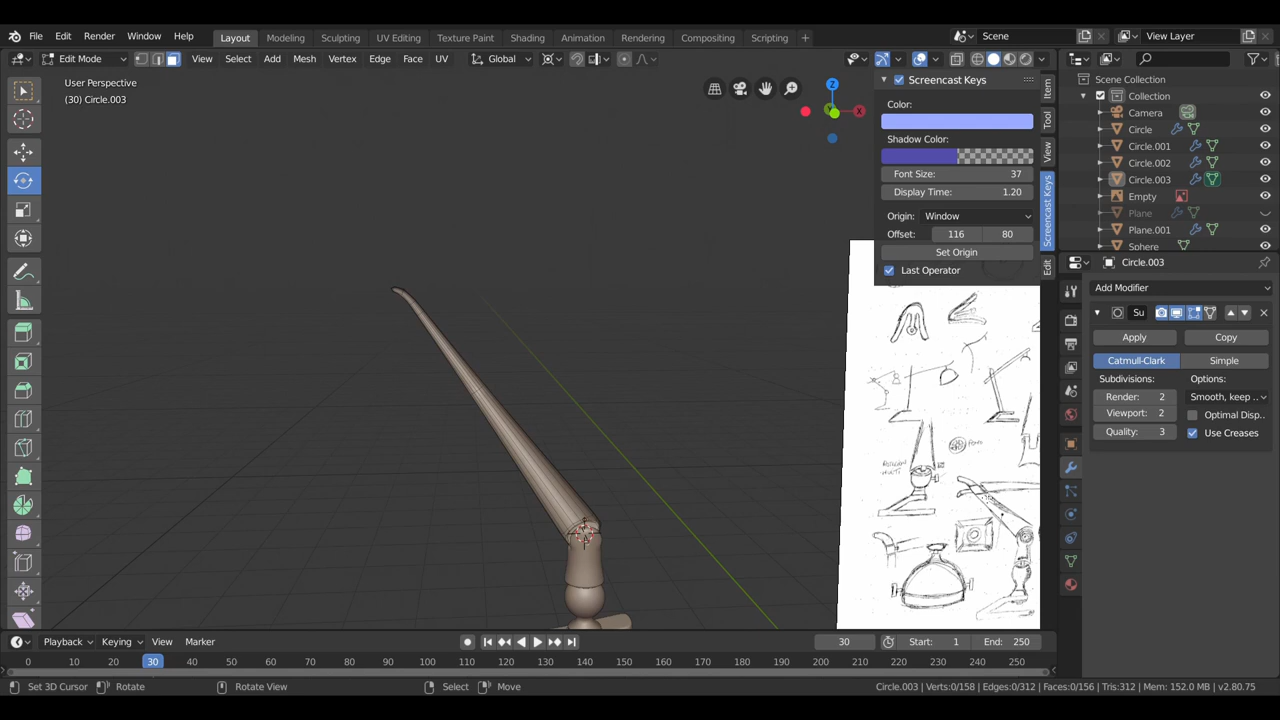 File Edit Render Window Help Layout Modeling Sculpting UV Editing Texture Paint Shading Animation Rendering Compositing Scripting + Scene View Layer
Edit Mode View Select Add Mesh Vertex Edge Face UV Global
User Perspective
(30) Circle.003
Z
X
Screencast Keys
Color:
Shadow Color:
Font Size: 37
Display Time: 1.20
Origin: Window
Offset: 116 80
Set Origin
Last Operator
Item
Tool
View
Screencast Keys
Edit
Scene Collection
Collection
Camera
Circle
Circle.001
Circle.002
Circle.003
Empty
Plane
Plane.001
Sphere
Circle.003
Add Modifier
Su
Apply Copy
Catmull-Clark Simple
Subdivisions: Options:
Render: 2 Smooth, keep ..
Viewport: 2 Optimal Disp..
Quality: 3 Use Creases
Playback Keying View Marker 30 Start: 1 End: 250
0 10 20 30 40 50 60 70 80 90 100 110 120 130 140 150 160 170 180 190 200 210 220 230 240 250
Set 3D Cursor Rotate Rotate View Select Move Circle.003 | Verts:0/158 | Edges:0/312 | Faces:0/156 | Tris:312 | Mem: 152.0 MB | v2.80.75